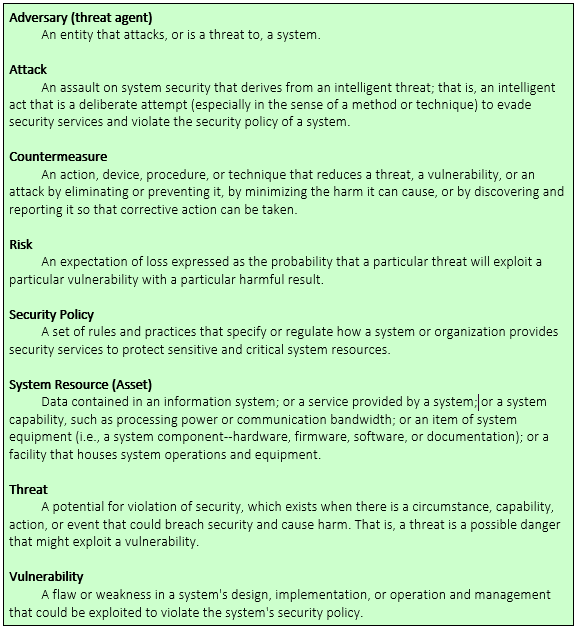 Adversary (threat agent)
An entity that attacks, or is a threat to, a system.
Attack
An assault on system security that derives from an intelligent threat; that is, an intelligent
act that is a deliberate attempt (especially in the sense of a method or technique) to evade
security services and violate the security policy of a system.
Countermeasure
An action, device, procedure, or technique that reduces a threat, a vulnerability, or an
attack by eliminating or preventing it, by minimizing the harm it can cause, or by discovering and
reporting it so that corrective action can be taken.
Risk
An expectation of loss expressed as the probability that a particular threat will exploit a
particular vulnerability with a particular harmful result.
Security Policy
A set of rules and practices that specify or regulate how a system or organization provides
security services to protect sensitive and critical system resources.
System Resource (Asset)
Data contained in an information system; or a service provided by a system; or a system
capability, such as processing power or communication bandwidth; or an item of system
equipment (i.e., a system component--hardware, firmware, software, or documentation); or a
facility that houses system operations and equipment.
Threat
A potential for violation of security, which exists when there is a circumstance, capability,
action, or event that could breach security and cause harm. That is, a threat is a possible danger
that might exploit a vulnerability.
Vulnerability
A flaw or weakness in a system's design, implementation, or operation and management
that could be exploited to violate the system's security policy.